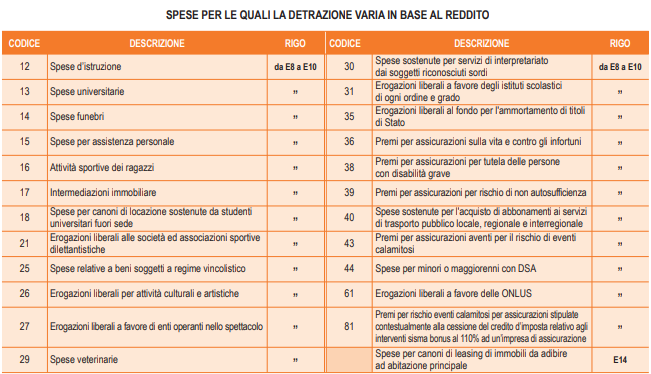 SPESE PER LE QUALI LA DETRAZIONE VARIA IN BASE AL REDDITO
CODICE DESCRIZIONE RIGO CODICE DESCRIZIONE RIGO
12 Spese d'istruzione da E8 a E10
13 Spese universitarie "
14 Spese funebri "
15 Spese per assistenza personale "
16 Attività sportive dei ragazzi "
17 Intermediazioni immobiliare "
18 Spese per canoni di locazione sostenute da studenti
universitari fuori sede "
21 Erogazioni liberali alle società ed associazioni sportive
dilettantistiche "
25 Spese relative a beni soggetti a regime vincolistico "
26 Erogazioni liberali per attività culturali e artistiche "
27 Erogazioni liberali a favore di enti operanti nello spettacolo "
29 Spese veterinarie "
30 Spese sostenute per servizi di interpretariato
dai soggetti riconosciuti sordi da E8 a E10
31 Erogazioni liberali a favore degli istituti scolastici
di ogni ordine e grado "
35 Erogazioni liberali al fondo per l'ammortamento di titoli
di Stato "
36 Premi per assicurazioni sulla vita e contro gli infortuni "
38 Premi per assicurazioni per tutela delle persone
con disabilità grave "
39 Premi per assicurazioni per rischio di non autosufficienza "
40 Spese sostenute per l'acquisto di abbonamenti ai servizi
di trasporto pubblico locale, regionale e interregionale "
43 Premi per assicurazioni aventi per il rischio di eventi
calamitosi "
44 Spese per minori o maggiorenni con DSA "
61 Erogazioni liberali a favore delle ONLUS "
81 Premi per rischio eventi calamitosi per assicurazioni stipulate
contestualmente alla cessione del credito d'imposta relativo agli
interventi sisma bonus al 110% ad un'impresa di assicurazione "
Spese per canoni di leasing di immobili da adibire
ad abitazione principale E14